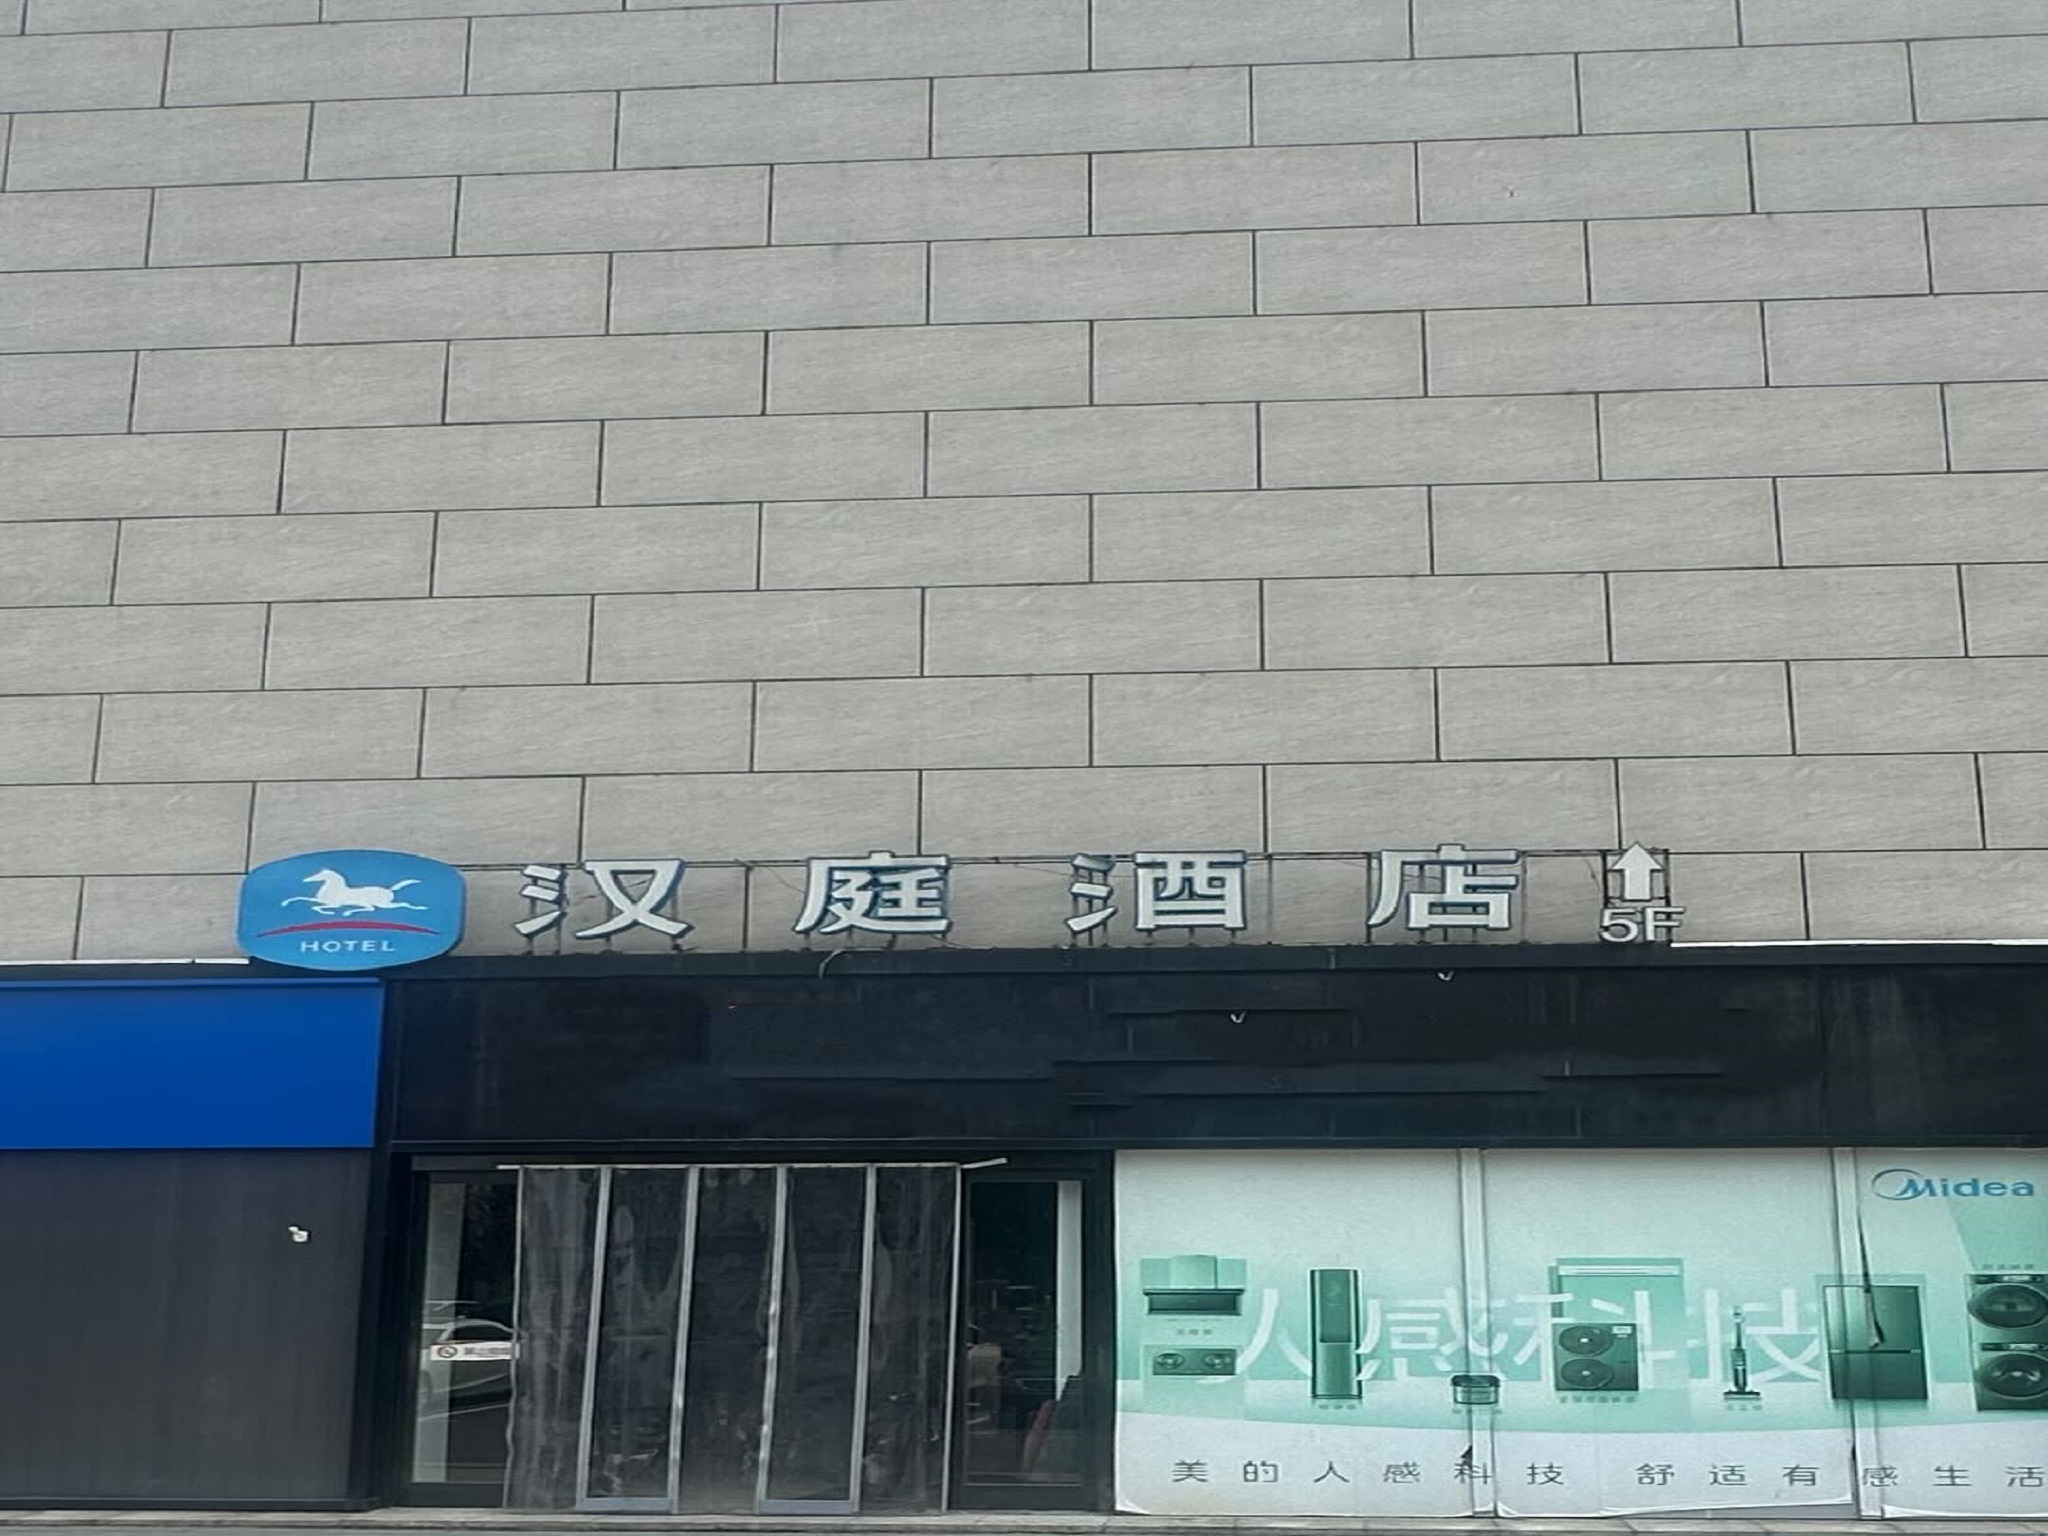 HOTEL
汉庭酒店
5F
Midea
人感科技
美的人感科技 舒适有感生活